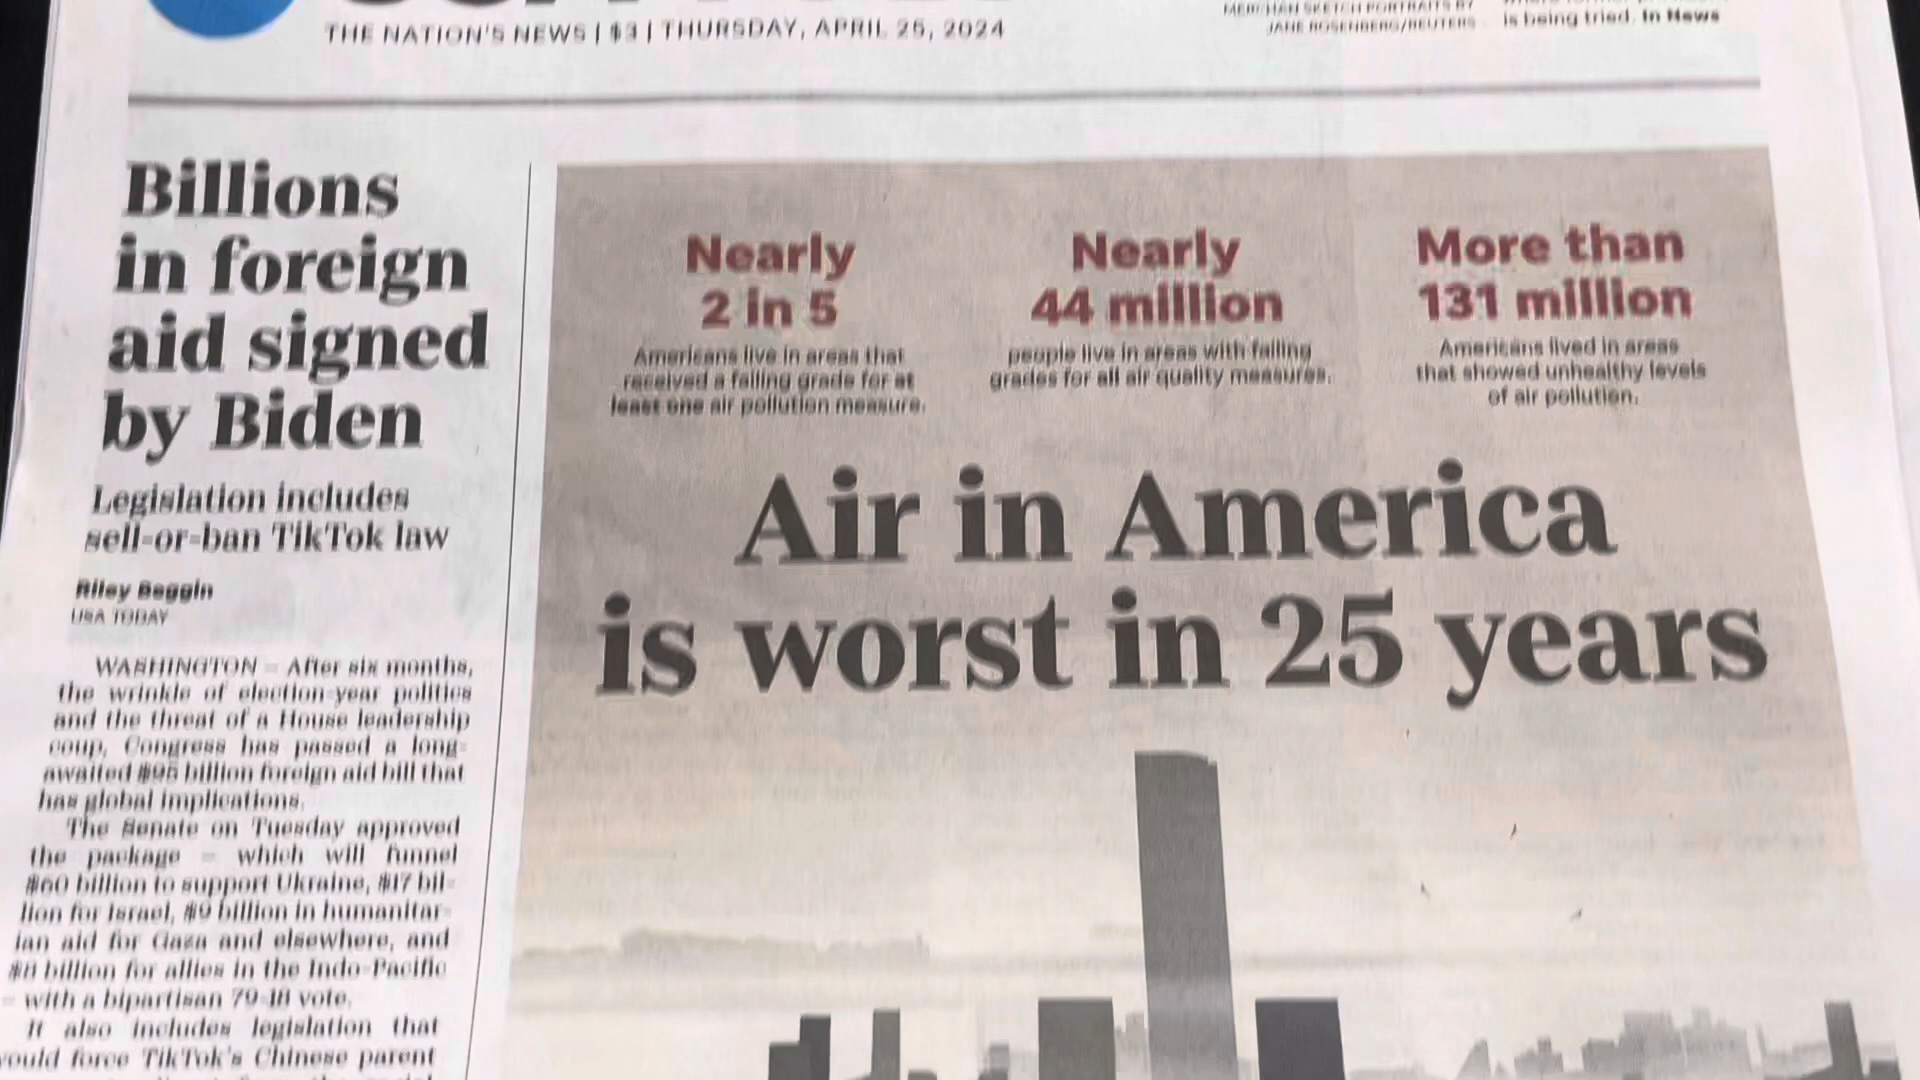 THE NATION'S NEWS | $3 | THURSDAY, APRIL 25, 2024
SKETCH PORTRAITS BY
JANE ROSENBERG/REUTERS
is being tried. In News
Billions
in foreign
aid signed
by Biden
Legislation includes
sell-or-ban TikTok law
Riley Beggin
USA TODAY
WASHINGTON – After six months,
the wrinkle of election-year politics
and the threat of a House leadership
coup, Congress has passed a long-
awaited $95 billion foreign aid bill that
has global implications.
The Senate on Tuesday approved
the package – which will funnel
$60 billion to support Ukraine, $17 bil-
lion for Israel, $9 billion in humanitar-
ian aid for Gaza and elsewhere, and
$8 billion for allies in the Indo-Pacific
– with a bipartisan 79-18 vote.
It also includes legislation that
would force TikTok's Chinese parent
Nearly
2 in 5
Americans live in areas that
received a failing grade for at
least one air pollution measure.
Nearly
44 million
people live in areas with failing
grades for all air quality measures.
More than
131 million
Americans lived in areas
that showed unhealthy levels
of air pollution.
Air in America
is worst in 25 years